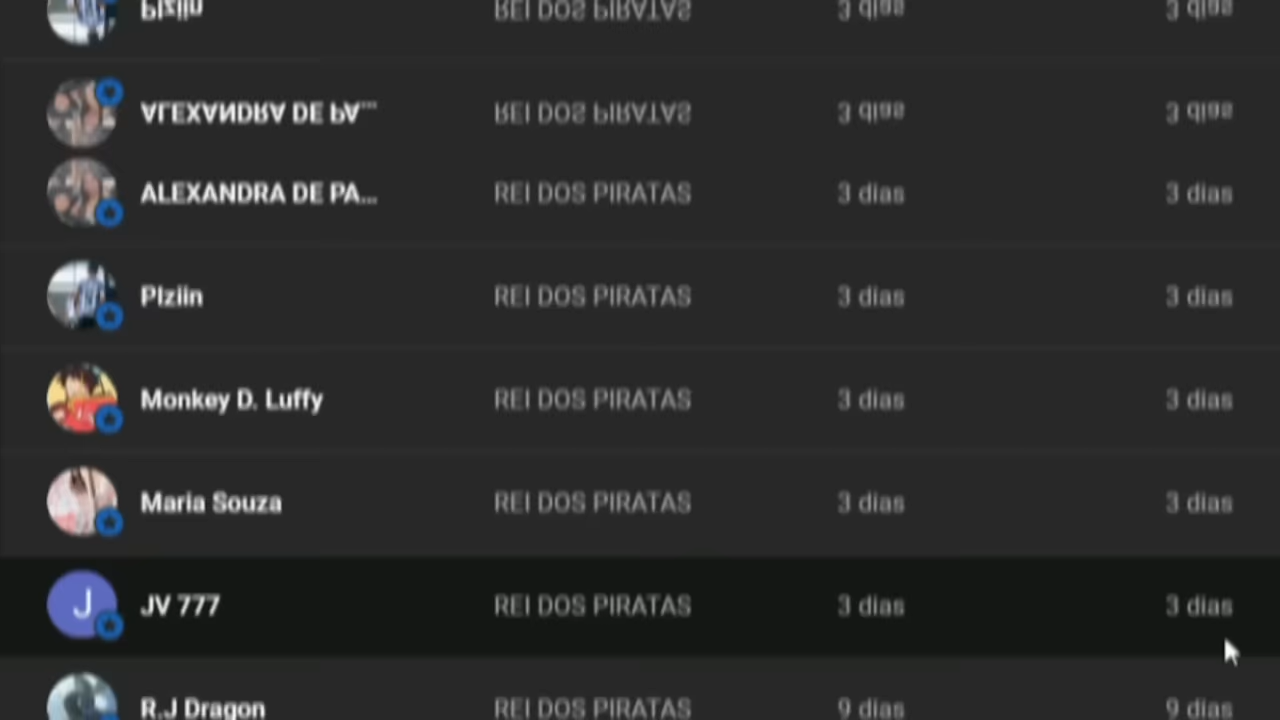 Plziin REI DOS PIRATAS 3 dias 3 dias
ALEXANDRA DE PA... REI DOS PIRATAS 3 dias 3 dias
ALEXANDRA DE PA... REI DOS PIRATAS 3 dias 3 dias
Plziin REI DOS PIRATAS 3 dias 3 dias
Monkey D. Luffy REI DOS PIRATAS 3 dias 3 dias
Maria Souza REI DOS PIRATAS 3 dias 3 dias
J JV 777 REI DOS PIRATAS 3 dias 3 dias
R.J Dragon REI DOS PIRATAS 9 dias 9 dias